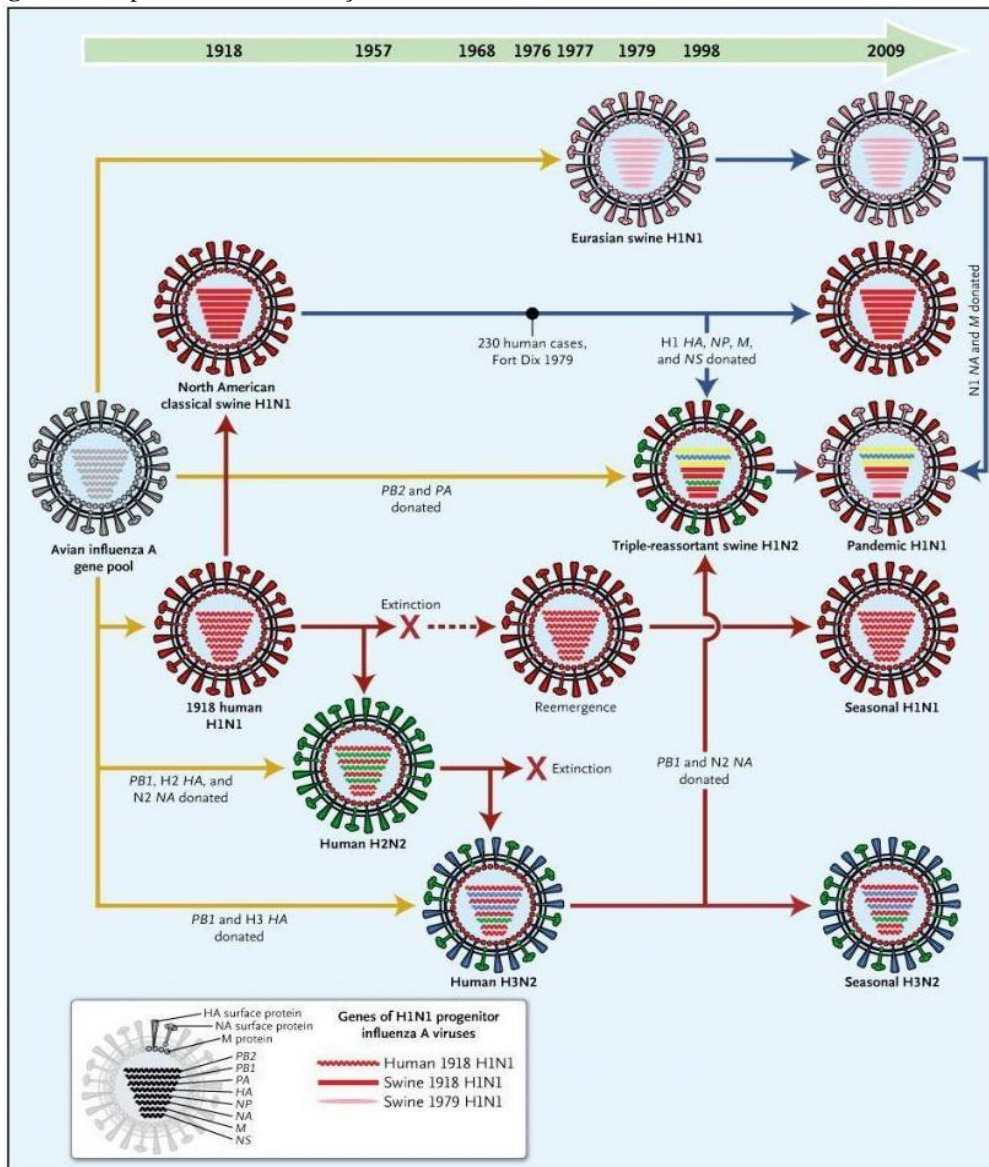 1918 1957 1968 1976 1977 1979 1998 2009
Eurasian swine H1N1
N1 NA and M donated
230 human cases,
Fort Dix 1979
H1 HA, NP, M,
and NS donated
North American
classical swine H1N1
PB2 and PA
donated
Avian influenza A
gene pool
Triple-reassortant swine H1N2
Pandemic H1N1
Extinction
X
1918 human
H1N1
Reemergence
Seasonal H1N1
PB1, H2 HA, and
N2 NA donated
X Extinction
PB1 and N2 NA
donated
Human H2N2
PB1 and H3 HA
donated
Human H3N2
Seasonal H3N2
HA surface protein
NA surface protein
M protein
PB2
PB1
PA
HA
NP
NA
M
NS
Genes of H1N1 progenitor
influenza A viruses
Human 1918 H1N1
Swine 1918 H1N1
Swine 1979 H1N1